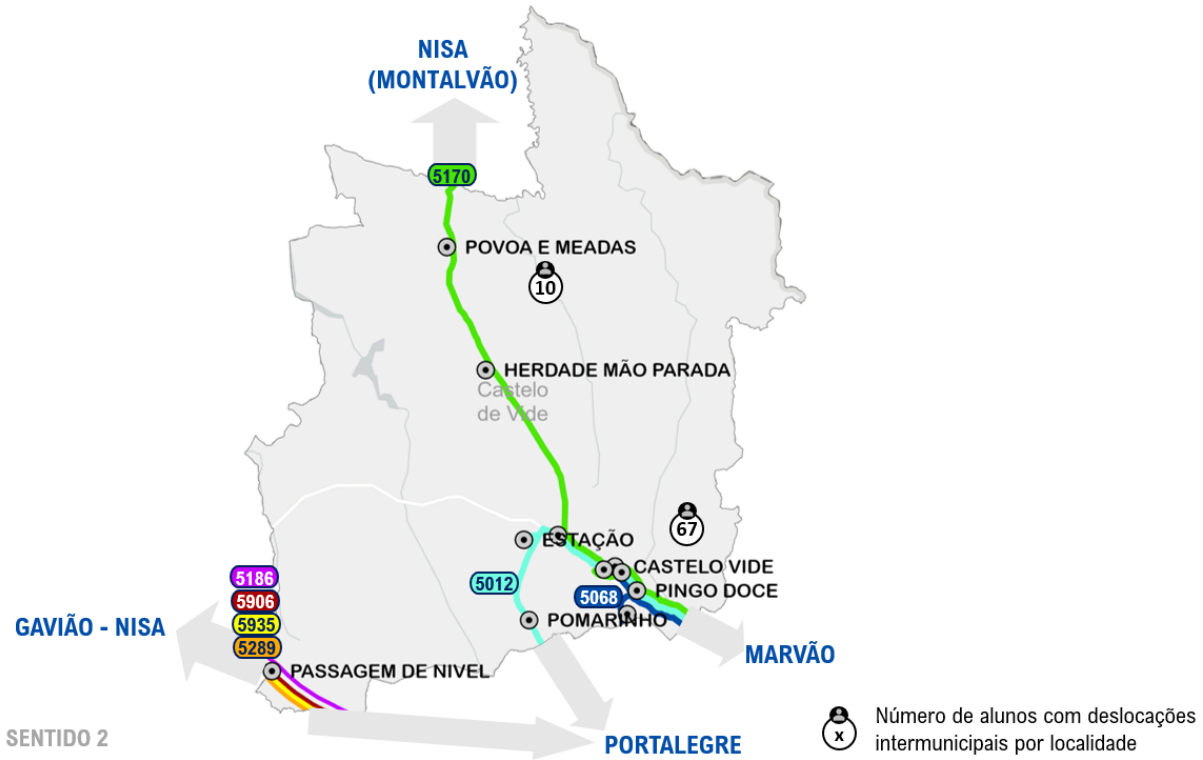 NISA
(MONTALVÃO)
5170
POVOA E MEADAS
10
HERDADE MÃO PARADA
Castelo
de Vide
67
ESTAÇÃO
CASTELO VIDE
5186
5012
PINGO DOCE
5906
5068
5935
POMARINHO
GAVIÃO - NISA
5289
MARVÃO
PASSAGEM DE NIVEL
SENTIDO 2
PORTALEGRE
x
Número de alunos com deslocações
intermunicipais por localidade